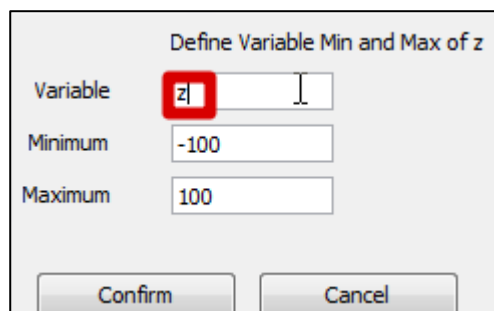 Define Variable Min and Max of z
Variable z
Minimum -100
Maximum 100
Confirm Cancel